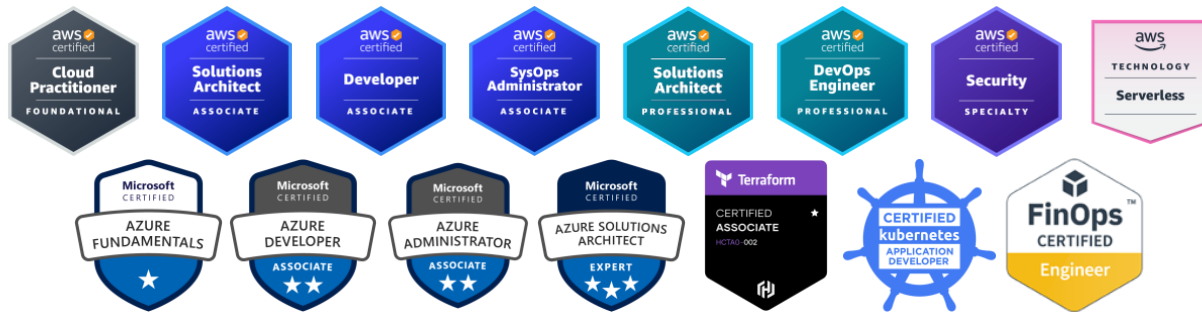 aws
certified
Cloud
Practitioner
FOUNDATIONAL
aws
certified
Solutions
Architect
ASSOCIATE
aws
certified
Developer
ASSOCIATE
aws
certified
SysOps
Administrator
ASSOCIATE
aws
certified
Solutions
Architect
PROFESSIONAL
aws
certified
DevOps
Engineer
PROFESSIONAL
aws
certified
Security
SPECIALTY
aws
TECHNOLOGY
Serverless
Microsoft
CERTIFIED
AZURE
FUNDAMENTALS
Microsoft
CERTIFIED
AZURE
DEVELOPER
ASSOCIATE
Microsoft
CERTIFIED
AZURE
ADMINISTRATOR
ASSOCIATE
Microsoft
CERTIFIED
AZURE SOLUTIONS
ARCHITECT
EXPERT
Terraform
CERTIFIED
ASSOCIATE
HCTA0-002
CERTIFIED
kubernetes
APPLICATION
DEVELOPER
FinOps™
CERTIFIED
Engineer